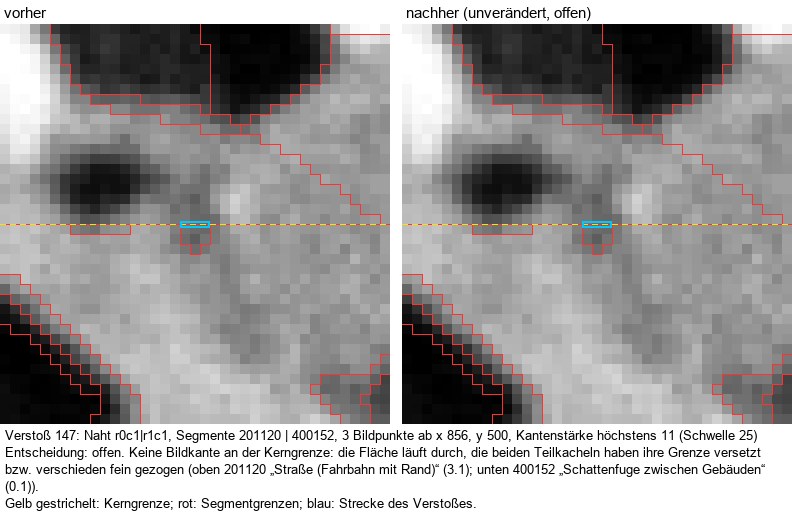 vorher
nachher (unverändert, offen)
Verstoß 147: Naht r0c1|r1c1, Segmente 201120 | 400152, 3 Bildpunkte ab x 856, y 500, Kantenstärke höchstens 11 (Schwelle 25)
Entscheidung: offen. Keine Bildkante an der Kerngrenze: die Fläche läuft durch, die beiden Teilkacheln haben ihre Grenze versetzt
bzw. verschieden fein gezogen (oben 201120 „Straße (Fahrbahn mit Rand)“ (3.1); unten 400152 „Schattenfuge zwischen Gebäuden“
(0.1)).
Gelb gestrichelt: Kerngrenze; rot: Segmentgrenzen; blau: Strecke des Verstoßes.